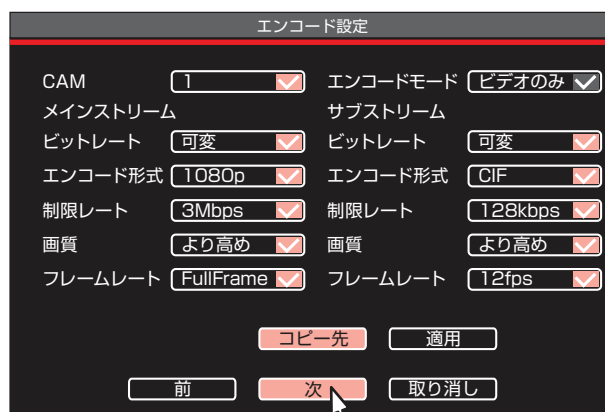 エンコード設定
CAM 1 エンコードモード ビデオのみ
メインストリーム サブストリーム
ビットレート 可変 ビットレート 可変
エンコード形式 1080p エンコード形式 CIF
制限レート 3Mbps 制限レート 128kbps
画質 より高め 画質 より高め
フレームレート FullFrame フレームレート 12fps
コピー先 適用
前 次 取り消し